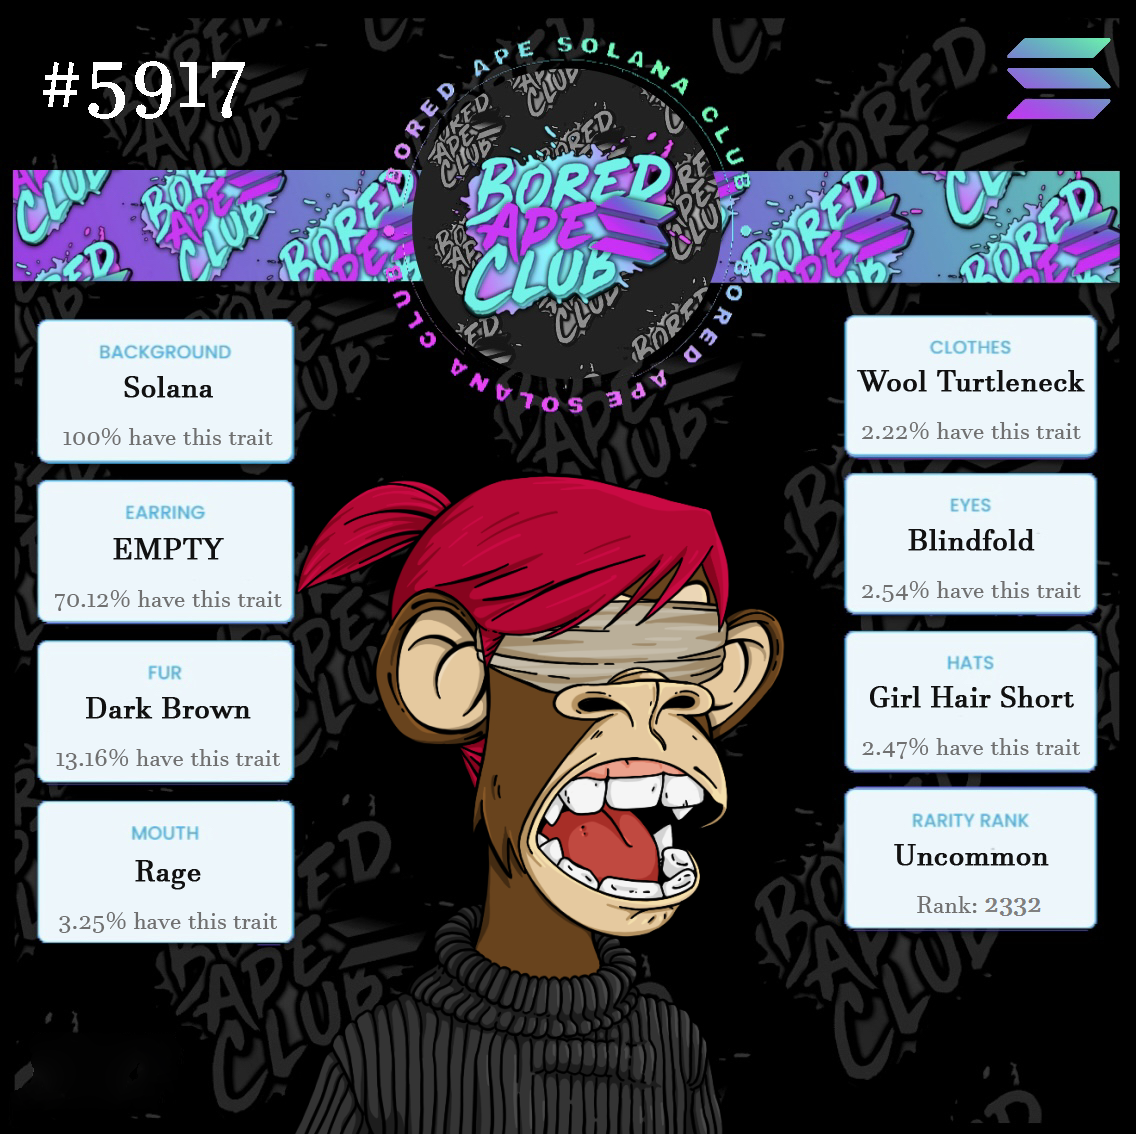 #5917
BORED APE SOLANA CLUB
BORED APE SOLANA CLUB
BORED
APE
CLUB
BACKGROUND
Solana
100% have this trait
EARRING
EMPTY
70.12% have this trait
FUR
Dark Brown
13.16% have this trait
MOUTH
Rage
3.25% have this trait
CLOTHES
Wool Turtleneck
2.22% have this trait
EYES
Blindfold
2.54% have this trait
HATS
Girl Hair Short
2.47% have this trait
RARITY RANK
Uncommon
Rank: 2332